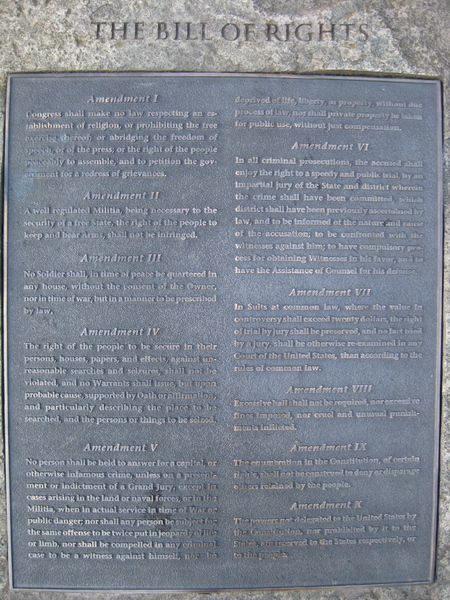 THE BILL OF RIGHTS
Amendment I
Congress shall make no law respecting an es-
tablishment of religion, or prohibiting the free
exercise thereof; or abridging the freedom of
speech, or of the press; or the right of the people
peaceably to assemble, and to petition the gov-
ernment for a redress of grievances.
Amendment II
A well regulated Militia, being necessary to the
security of a free State, the right of the people to
keep and bear Arms, shall not be infringed.
Amendment III
No Soldier shall, in time of peace be quartered in
any house, without the consent of the Owner,
nor in time of war, but in a manner to be prescribed
by law.
Amendment IV
The right of the people to be secure in their
persons, houses, papers, and effects, against un-
reasonable searches and seizures, shall not be
violated, and no Warrants shall issue, but upon
probable cause, supported by Oath or affirmation,
and particularly describing the place to be
searched, and the persons or things to be seized.
Amendment V
No person shall be held to answer for a capital, or
otherwise infamous crime, unless on a present-
ment or indictment of a Grand Jury, except in
cases arising in the land or naval forces, or in the
Militia, when in actual service in time of War or
public danger; nor shall any person be subject for
the same offense to be twice put in jeopardy of life
or limb, nor shall be compelled in any criminal
case to be a witness against himself, nor be
deprived of life, liberty, or property, without due
process of law; nor shall private property be taken
for public use, without just compensation.
Amendment VI
In all criminal prosecutions, the accused shall
enjoy the right to a speedy and public trial, by an
impartial jury of the State and district wherein
the crime shall have been committed, which
district shall have been previously ascertained by
law, and to be informed of the nature and cause
of the accusation; to be confronted with the
witnesses against him; to have compulsory pro-
cess for obtaining Witnesses in his favor, and to
have the Assistance of Counsel for his defense.
Amendment VII
In Suits at common law, where the value in
controversy shall exceed twenty dollars, the right
of trial by jury shall be preserved, and no fact tried
by a jury, shall be otherwise re-examined in any
Court of the United States, than according to the
rules of common law.
Amendment VIII
Excessive bail shall not be required, nor excessive
fines imposed, nor cruel and unusual punish-
ments inflicted.
Amendment IX
The enumeration in the Constitution, of certain
rights, shall not be construed to deny or disparage
others retained by the people.
Amendment X
The powers not delegated to the United States by
the Constitution, nor prohibited by it to the
States, are reserved to the States respectively, or
to the people.